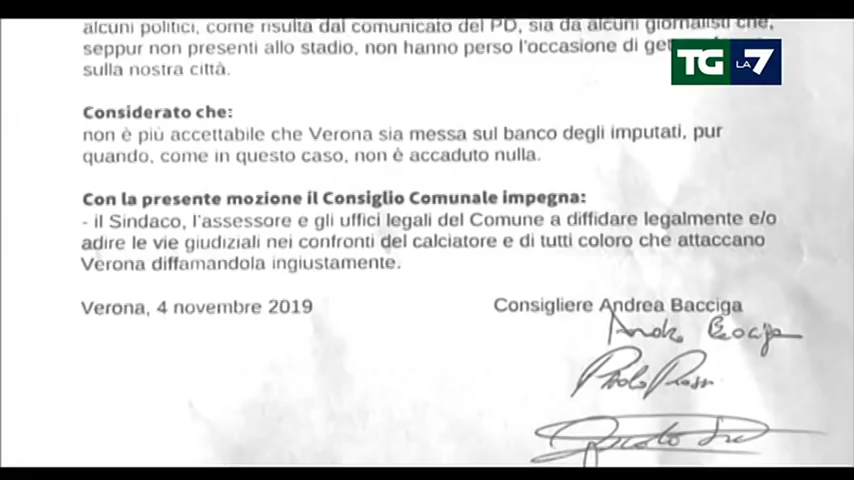 alcuni politici, come risulta dal comunicato del PD, sia da alcuni giornalisti che,
seppur non presenti allo stadio, non hanno perso l'occasione di
sulla nostra città.
TG LA 7
Considerato che:
non è più accettabile che Verona sia messa sul banco degli imputati, pur
quando, come in questo caso, non è accaduto nulla.
Con la presente mozione il Consiglio Comunale impegna:
- il Sindaco, l'assessore e gli uffici legali del Comune a diffidare legalmente e/o
adire le vie giudiziali nei confronti del calciatore e di tutti coloro che attaccano
Verona diffamandola ingiustamente.
Verona, 4 novembre 2019
Consigliere Andrea Bacciga